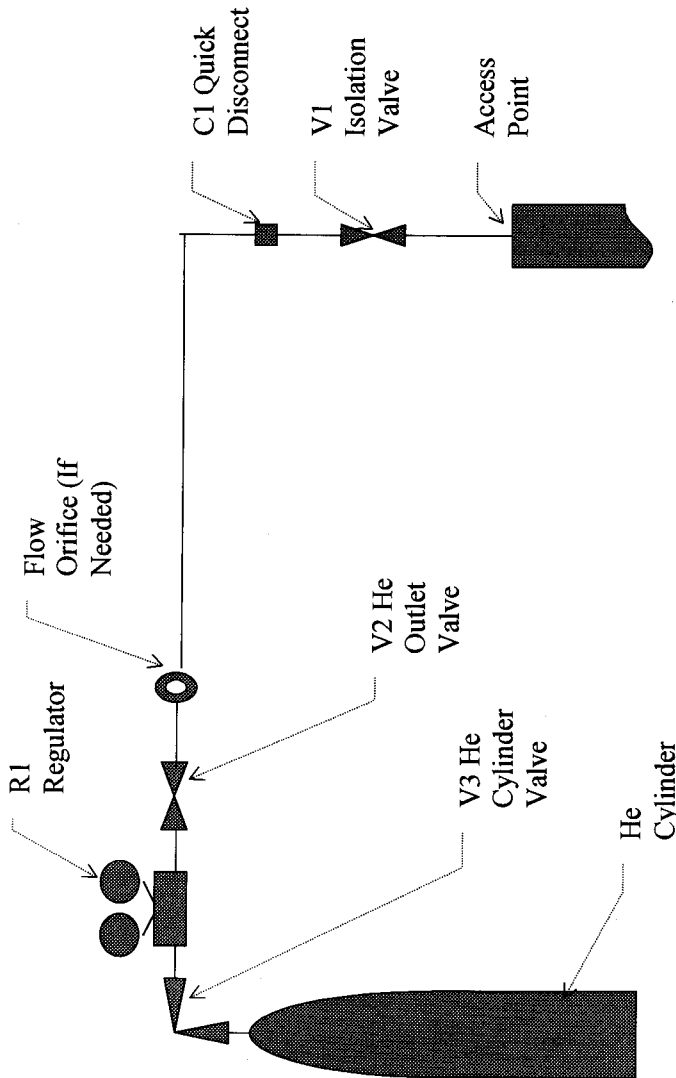 R1
Regulator
Flow
Orifice (If
Needed)
C1 Quick
Disconnect
V1
Isolation
Valve
V2 He
Outlet
Valve
V3 He
Cylinder
Valve
He
Cylinder
Access
Point